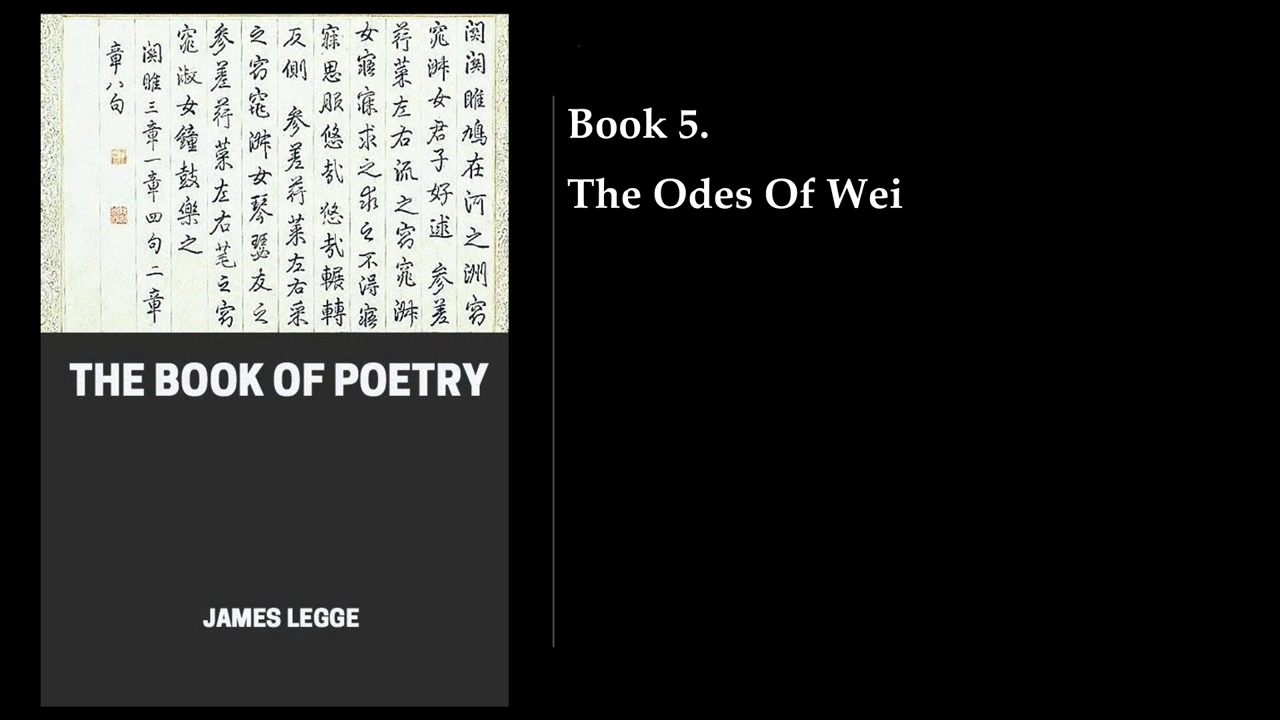 關關雎鳩在河之洲窈
窕淑女君子好逑 參差
荇菜左右流之窈窕淑
女寤寐求之求之不得寤
寐思服悠哉悠哉輾轉
反側 參差荇菜左右采
之窈窕淑女琴瑟友之
參差荇菜左右芼之窈
窕淑女鐘鼓樂之
關雎三章一章四句二章
章八句
THE BOOK OF POETRY
JAMES LEGGE
Book 5.
The Odes Of Wei